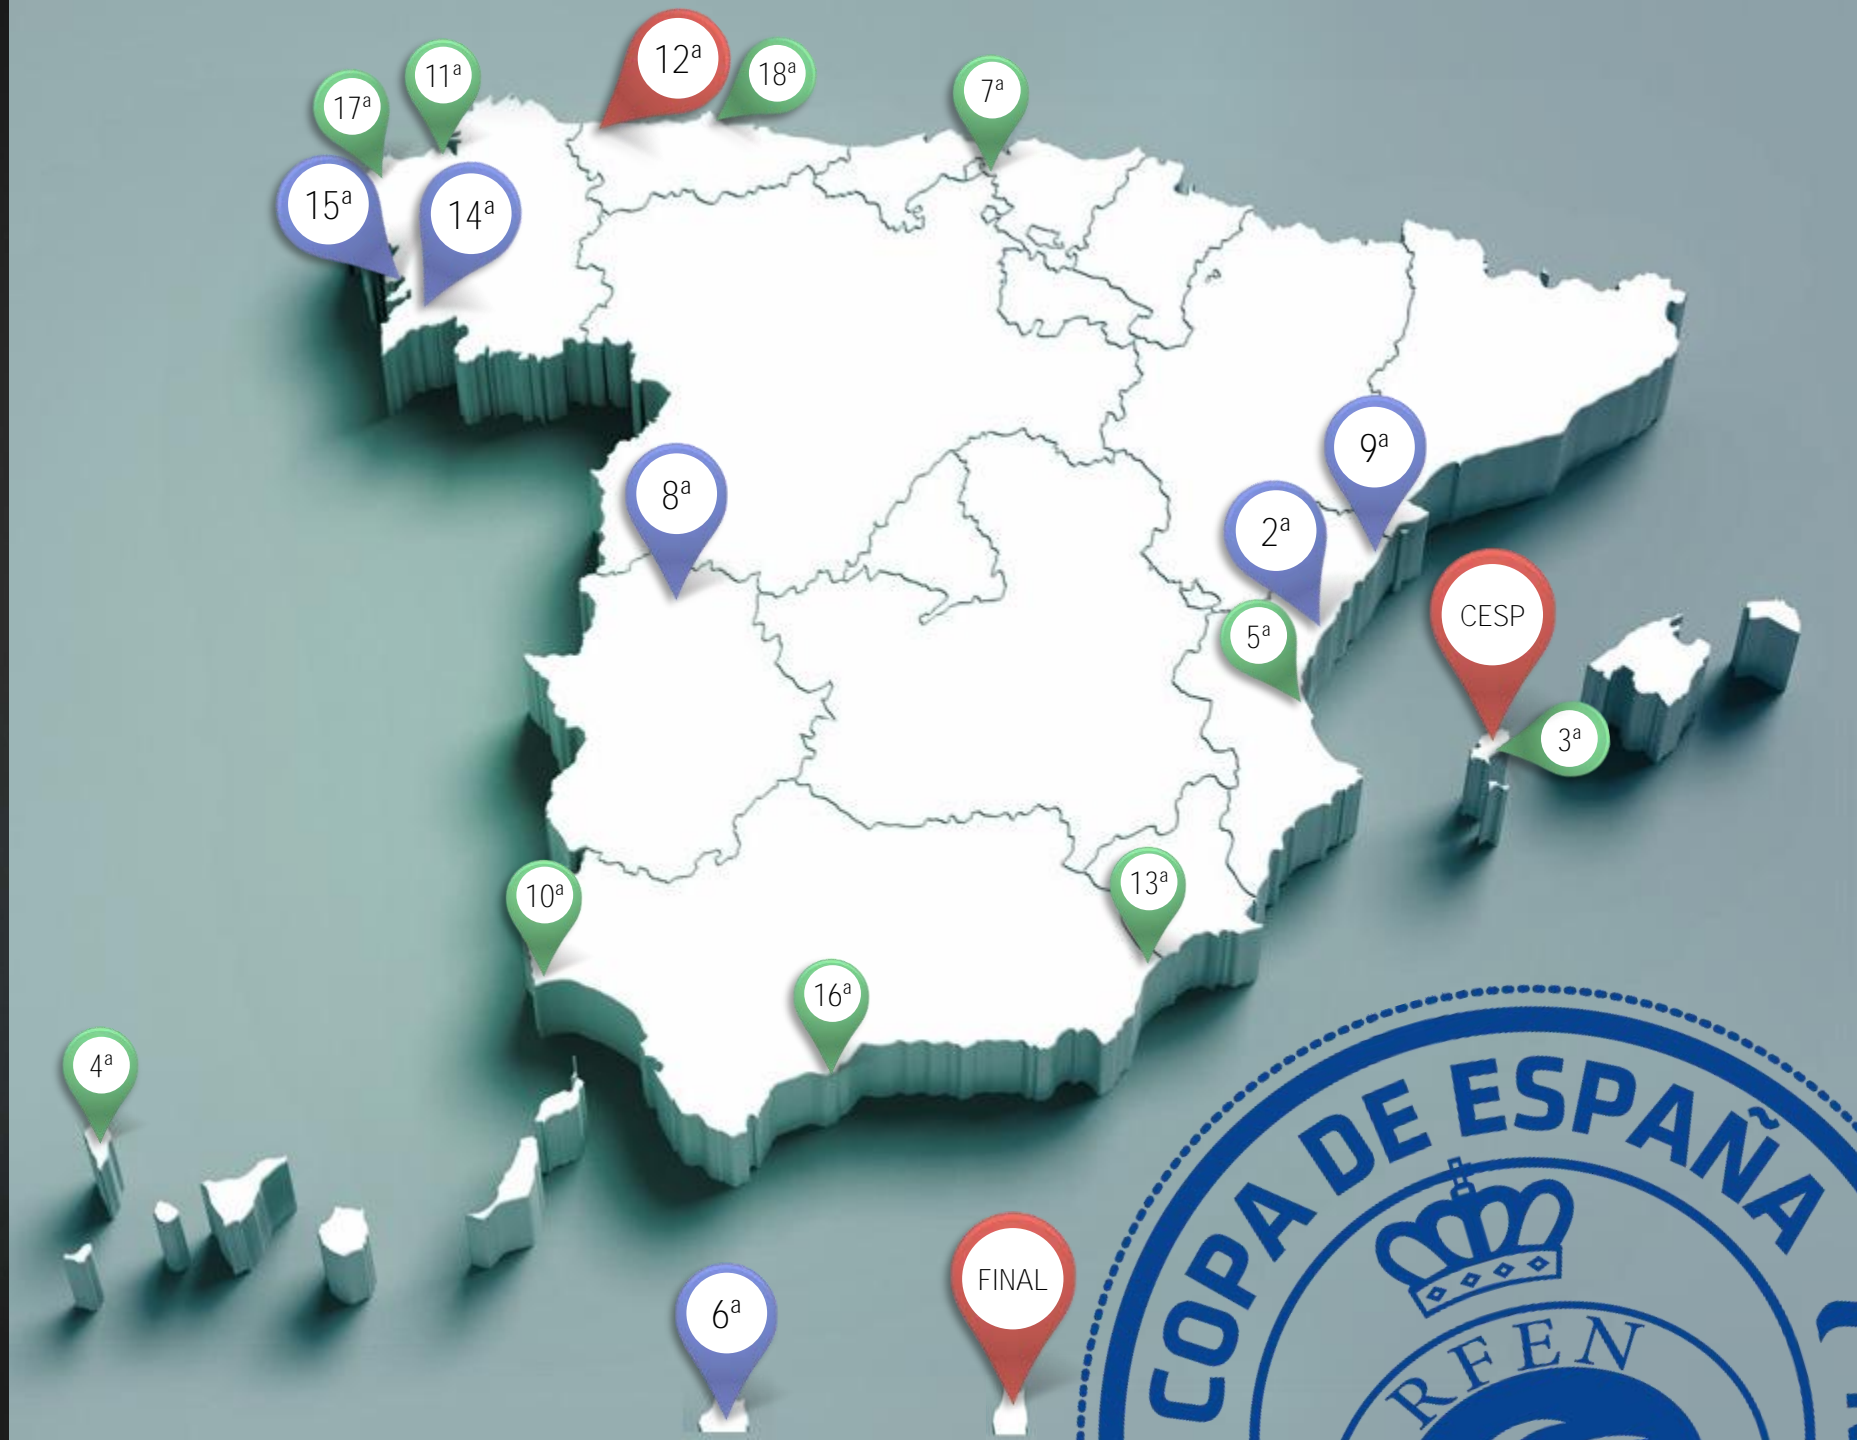 12ª
18ª
11ª
7ª
17ª
15ª
14ª
9ª
8ª
2ª
CESP
5ª
3ª
13ª
10ª
16ª
4ª
COPA DE ESPAÑA
FINAL
6ª
RFEN